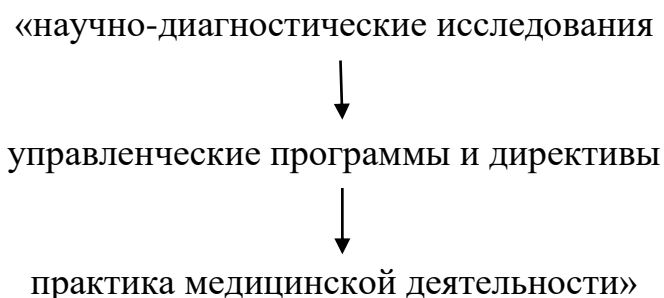 «научно-диагностические исследования
управленческие программы и директивы
практика медицинской деятельности»